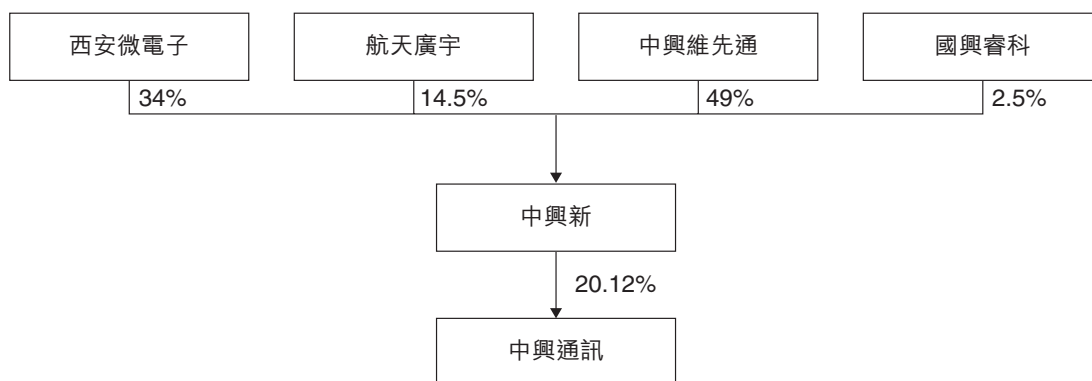 西安微電子
航天廣宇
中興維先通
國興睿科
34%
14.5%
49%
2.5%
中興新
20.12%
中興通訊